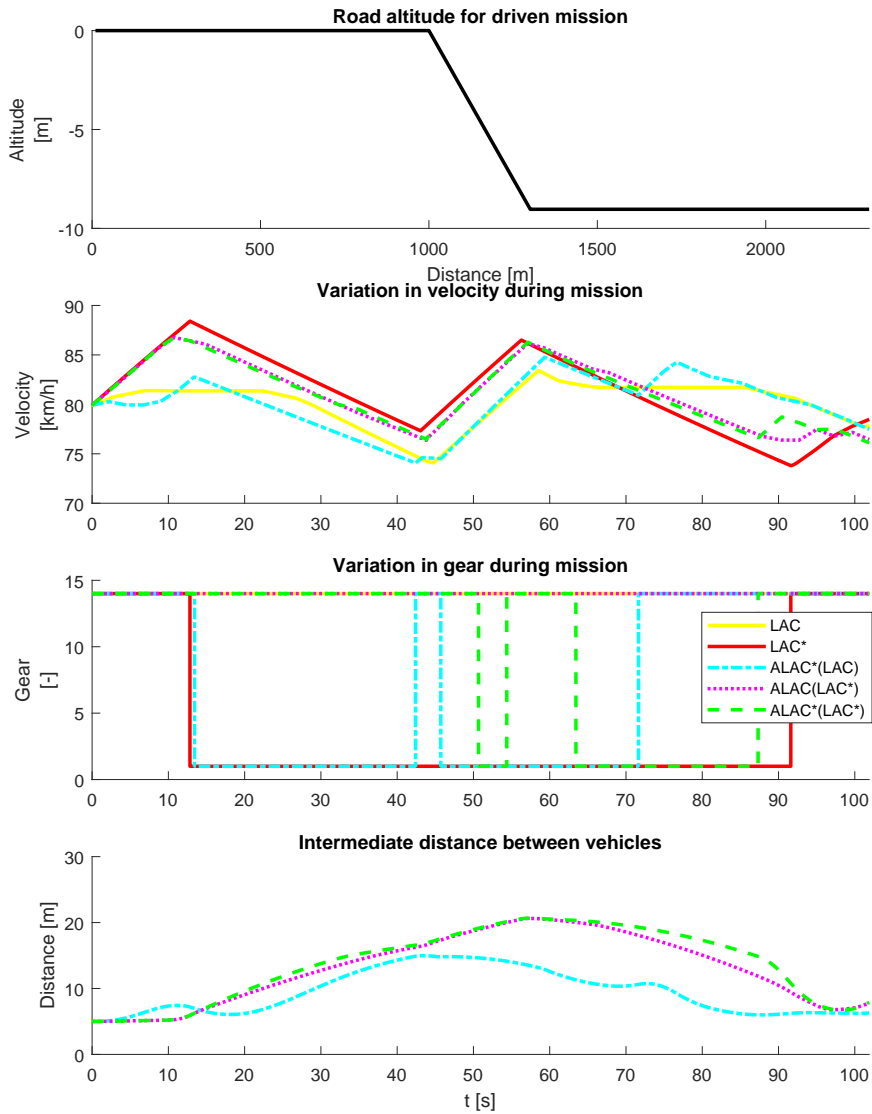 Road altitude for driven mission
0
-5
-10
Altitude
[m]
0 500 1000 1500 2000
Distance [m]
Variation in velocity during mission
90
85
80
75
70
Velocity
[km/h]
0 10 20 30 40 50 60 70 80 90 100
Variation in gear during mission
15
10
5
0
Gear
[-]
LAC
LAC*
ALAC*(LAC)
ALAC(LAC*)
ALAC*(LAC*)
0 10 20 30 40 50 60 70 80 90 100
Intermediate distance between vehicles
30
20
10
0
Distance [m]
0 10 20 30 40 50 60 70 80 90 100
t [s]